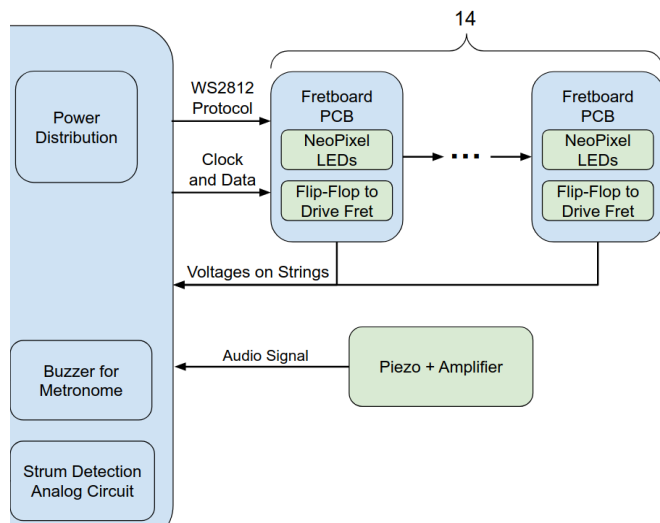 14
Power
Distribution
WS2812
Protocol
Clock
and Data
Fretboard
PCB
NeoPixel
LEDs
Flip-Flop to
Drive Fret
Fretboard
PCB
NeoPixel
LEDs
Flip-Flop to
Drive Fret
Voltages on Strings
Audio Signal
Piezo + Amplifier
Buzzer for
Metronome
Strum Detection
Analog Circuit